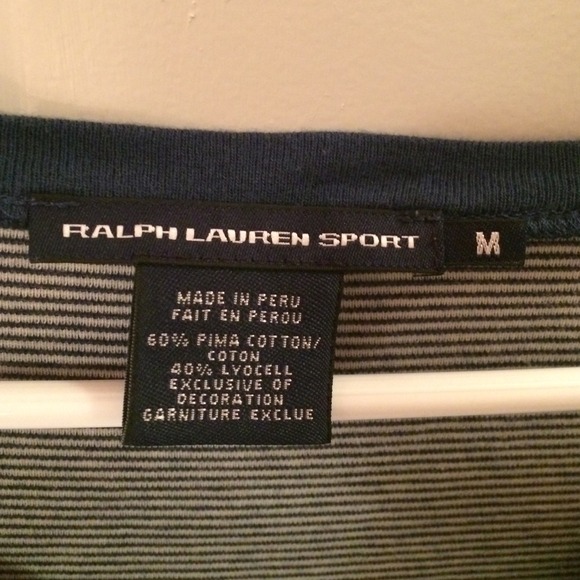 RALPH LAUREN SPORT
M
MADE IN PERU
FAIT EN PEROU
60% PIMA COTTON/
COTON
40% LYOCELL
EXCLUSIVE OF
DECORATION
GARNITURE EXCLUE